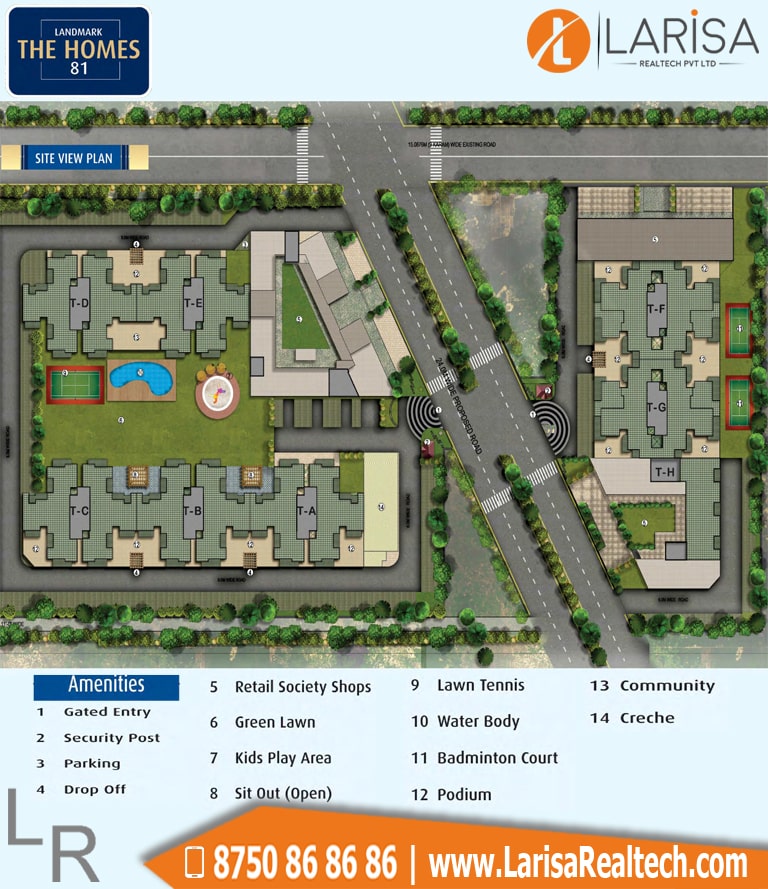 LANDMARK
THE HOMES
81
LARiSA
REALTECH PVT LTD
SITE VIEW PLAN
WIDE EXISTING ROAD
T-D
T-E
T-F
T-G
T-H
T-C
T-B
T-A
24.0M WIDE PROPOSED ROAD
Amenities
1 Gated Entry
2 Security Post
3 Parking
4 Drop Off
5 Retail Society Shops
6 Green Lawn
7 Kids Play Area
8 Sit Out (Open)
9 Lawn Tennis
10 Water Body
11 Badminton Court
12 Podium
13 Community
14 Creche
LR
8750 86 86 86 | www.LarisaRealtech.com